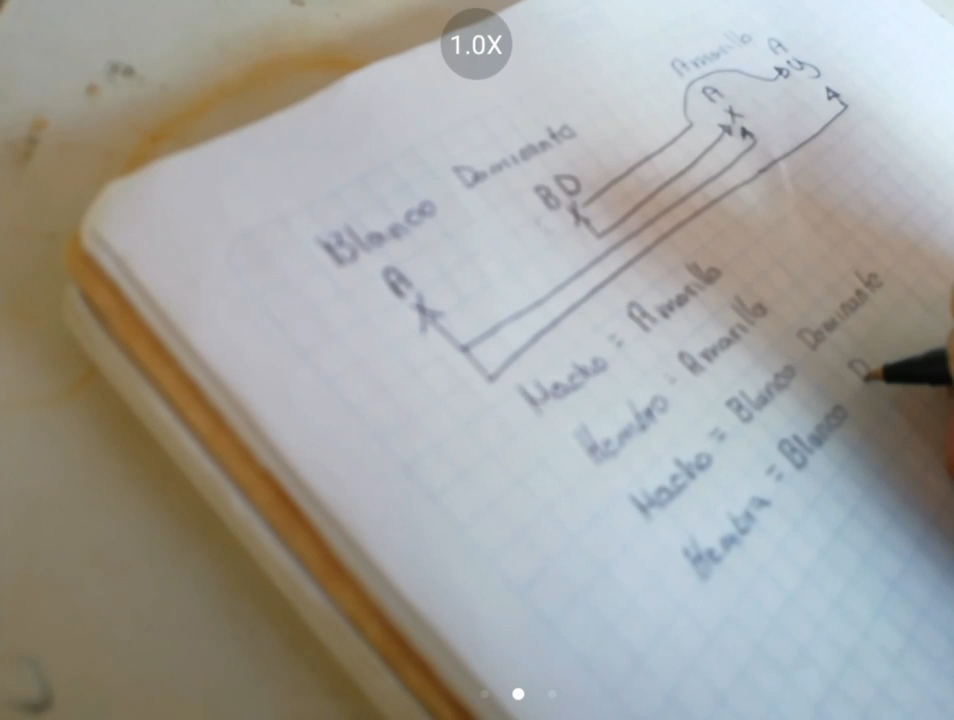 1.0X
Amarillo A
A y
X
Blanco Dominante
BD
X
A
X
Macho = Amarillo
Hembra = Amarillo
Macho = Blanco Dominante
Hembra = Blanco D